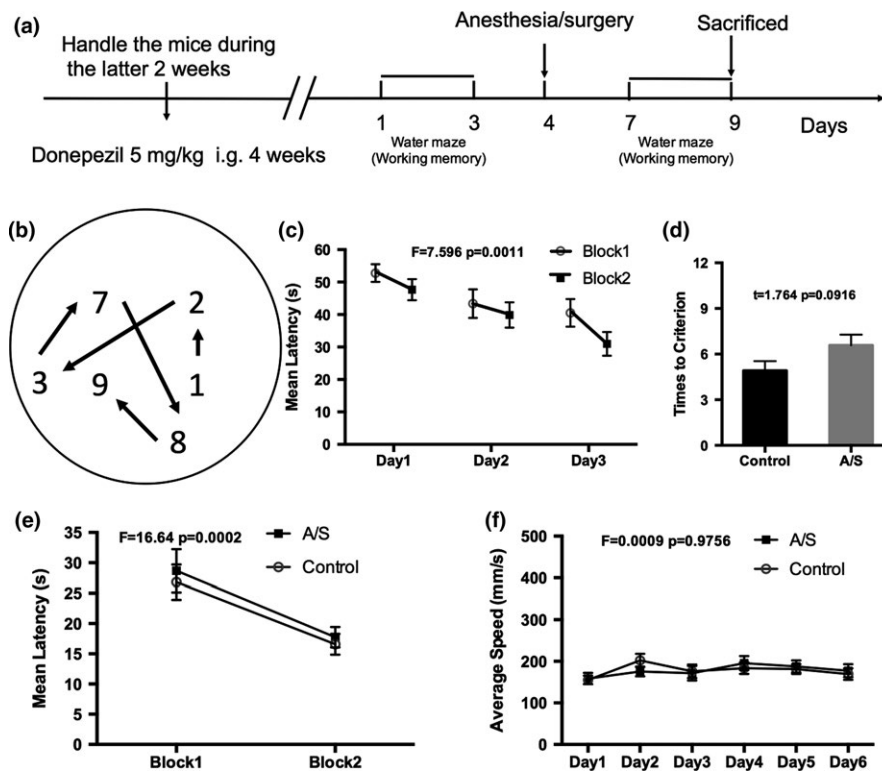 (a)
Handle the mice during
the latter 2 weeks
Anesthesia/surgery
Sacrificed
1 3 4 7 9 Days
Water maze
(Working memory)
Water maze
(Working memory)
Donepezil 5 mg/kg i.g. 4 weeks
(b)
7 2
3 9 1
8
(c)
F=7.596 p=0.0011
Block1
Block2
Mean Latency (s)
60
50
40
30
20
10
0
Day1 Day2 Day3
(d)
t=1.764 p=0.0916
Times to Criterion
12
9
6
3
0
Control A/S
(e)
F=16.64 p=0.0002
A/S
Control
Mean Latency (s)
35
30
25
20
15
10
5
0
Block1 Block2
(f)
F=0.0009 p=0.9756
A/S
Control
Average Speed (mm/s)
500
400
300
200
100
0
Day1 Day2 Day3 Day4 Day5 Day6